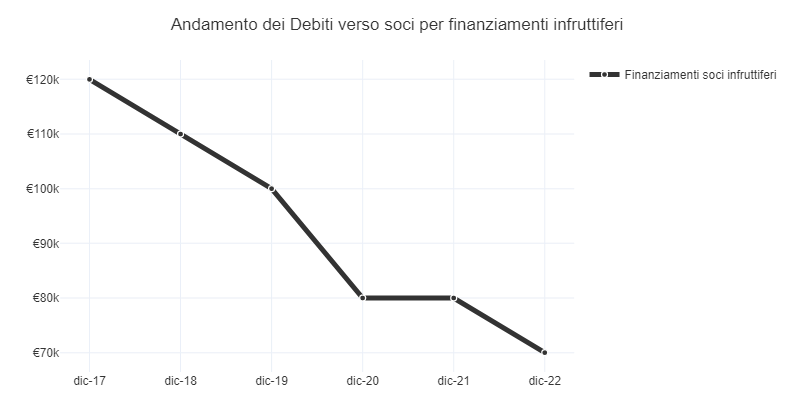 Andamento dei Debiti verso soci per finanziamenti infruttiferi
€120k
€110k
€100k
€90k
€80k
€70k
dic-17
dic-18
dic-19
dic-20
dic-21
dic-22
Finanziamenti soci infruttiferi